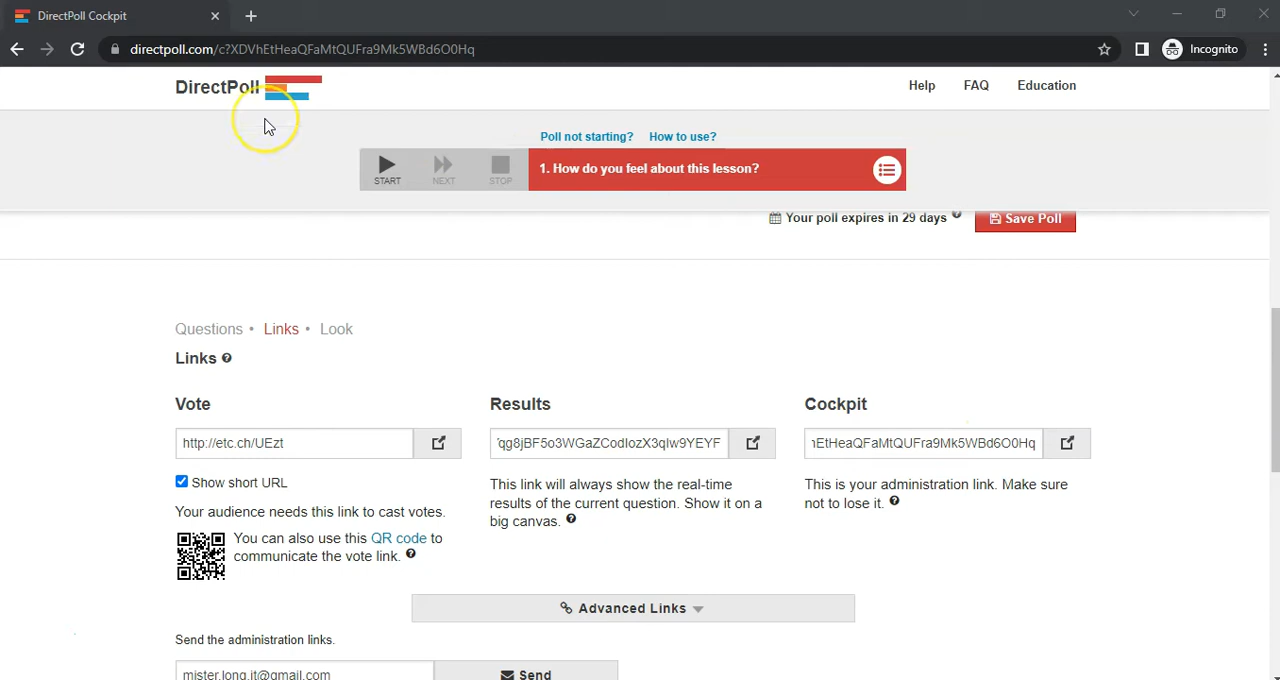 DirectPoll Cockpit
directpoll.com/c?XDVhEtHeaQFaMtQUFra9Mk5WBd6O0Hq
Incognito
DirectPoll
Help FAQ Education
Poll not starting? How to use?
START NEXT STOP
1. How do you feel about this lesson?
Your poll expires in 29 days
Save Poll
Questions • Links • Look
Links
Vote
http://etc.ch/UEzt
Show short URL
Your audience needs this link to cast votes.
You can also use this QR code to
communicate the vote link.
Results
'qg8jBF5o3WGaZCodIozX3qIw9YEYF
This link will always show the real-time
results of the current question. Show it on a
big canvas.
Cockpit
ıEtHeaQFaMtQUFra9Mk5WBd6O0Hq
This is your administration link. Make sure
not to lose it.
Advanced Links
Send the administration links.
mister.long.it@gmail.com
Send